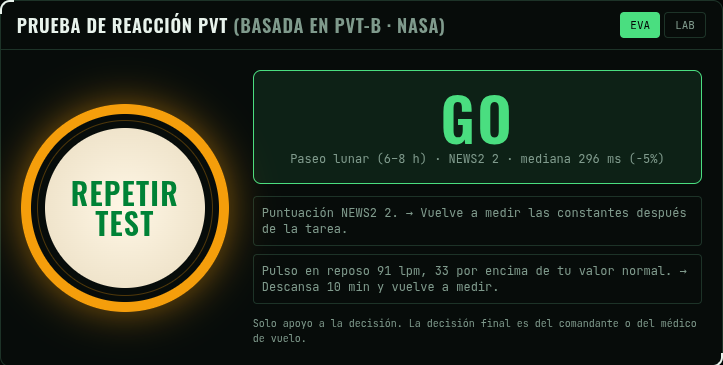 PRUEBA DE REACCIÓN PVT (BASADA EN PVT-B · NASA)
EVA
LAB
REPETIR
TEST
GO
Paseo lunar (6–8 h) · NEWS2 2 · mediana 296 ms (-5%)
Puntuación NEWS2 2. → Vuelve a medir las constantes después
de la tarea.
Pulso en reposo 91 lpm, 33 por encima de tu valor normal. →
Descansa 10 min y vuelve a medir.
Solo apoyo a la decisión. La decisión final es del comandante o del médico
de vuelo.